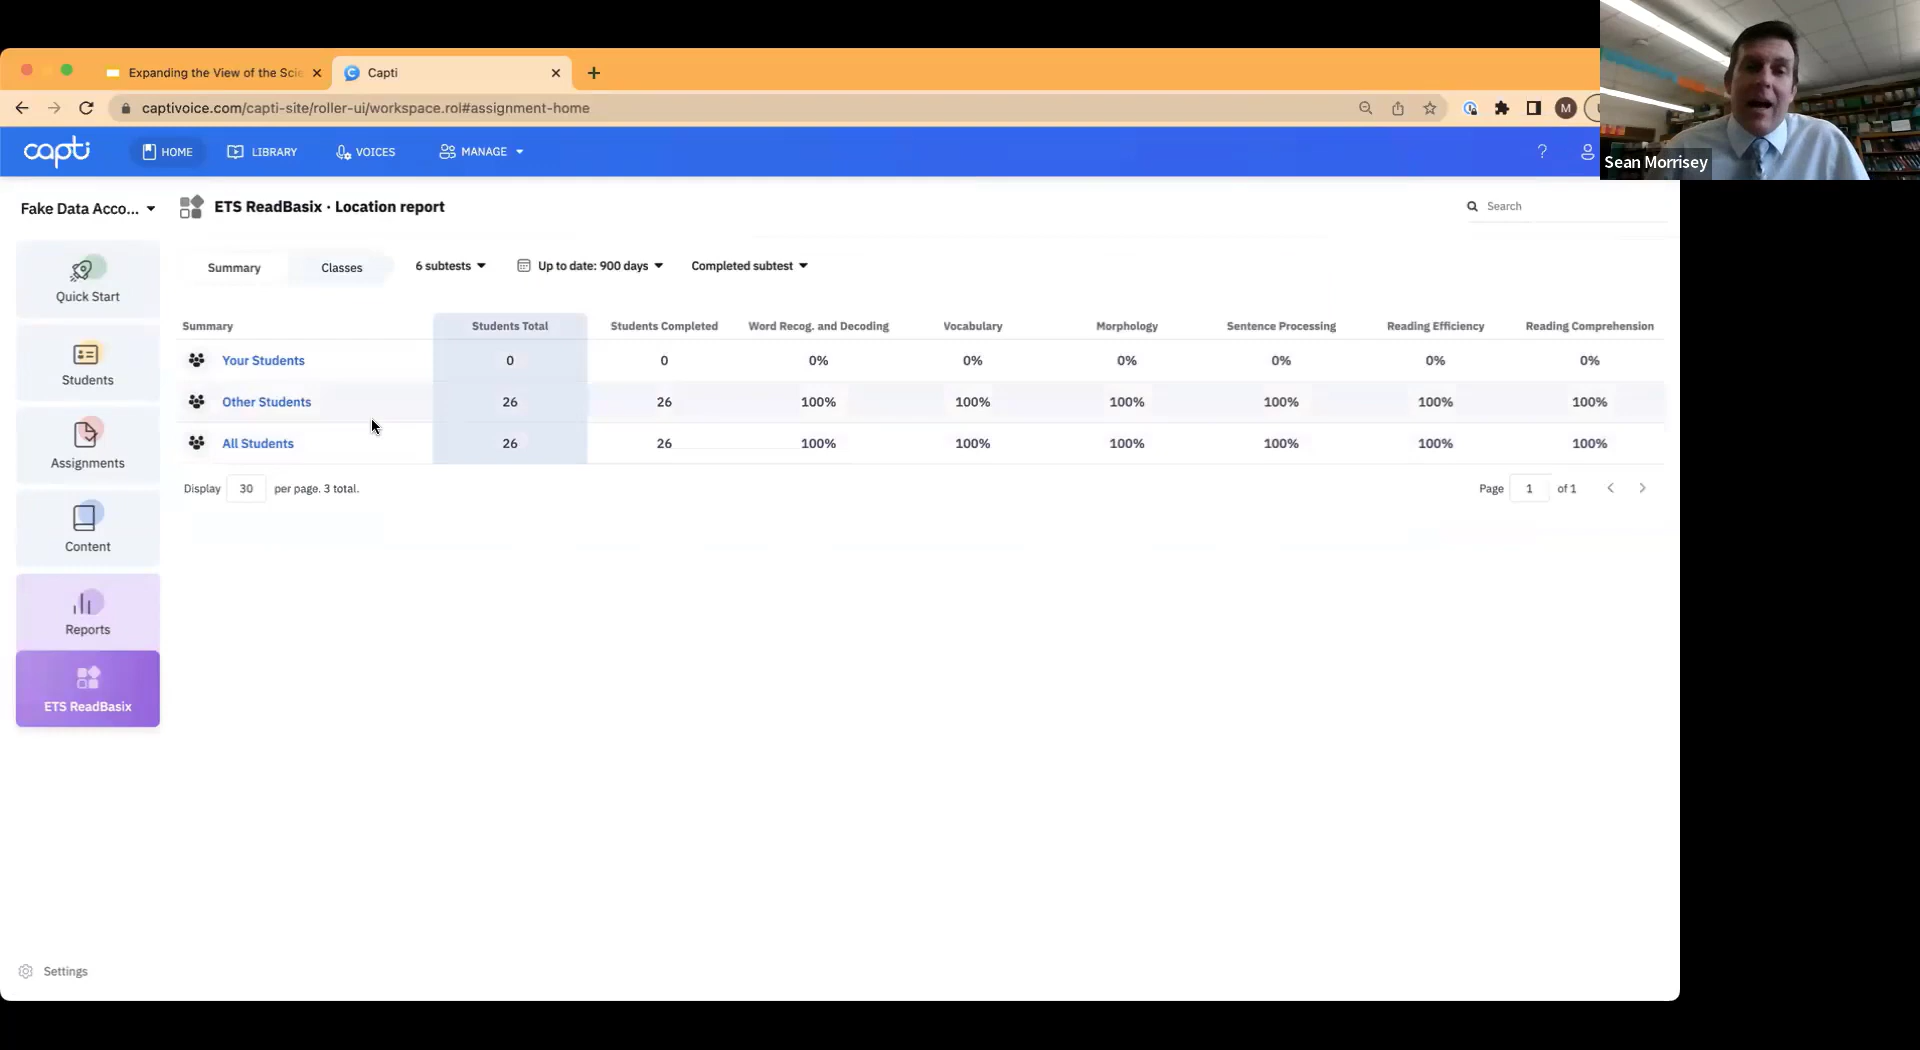 Expanding the View of the Scie
Capti
captivoice.com/capti-site/roller-ui/workspace.rol#assignment-home
M
capti
HOME
LIBRARY
VOICES
MANAGE
?
Sean Morrisey
Fake Data Acco...
ETS ReadBasix · Location report
Search
Quick Start
Students
Assignments
Content
Reports
ETS ReadBasix
Settings
Summary Classes 6 subtests Up to date: 900 days Completed subtest
Summary Students Total Students Completed Word Recog. and Decoding Vocabulary Morphology Sentence Processing Reading Efficiency Reading Comprehension
Your Students 0 0 0% 0% 0% 0% 0% 0%
Other Students 26 26 100% 100% 100% 100% 100% 100%
All Students 26 26 100% 100% 100% 100% 100% 100%
Display 30 per page. 3 total.
Page 1 of 1